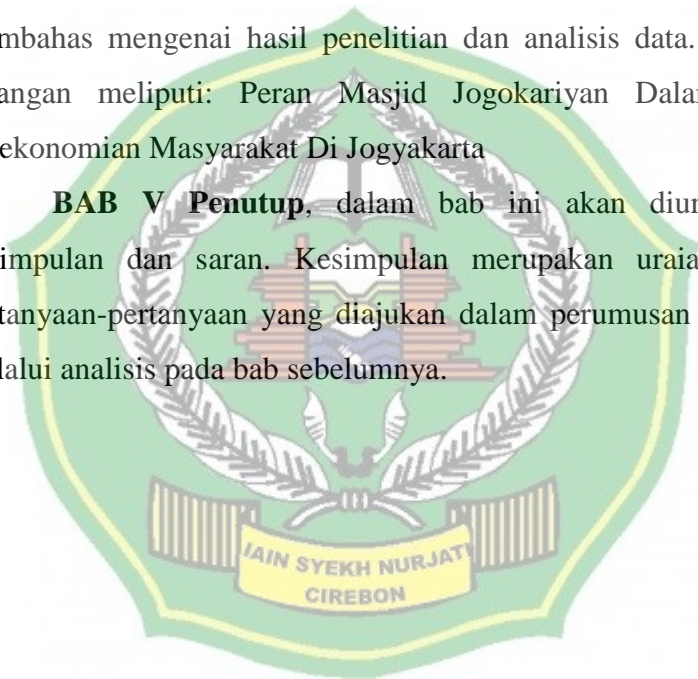 mbahas mengenai hasil penelitian dan analisis data.
angan meliputi: Peran Masjid Jogokariyan Dalam
ekonomian Masyarakat Di Jogyakarta
BAB V Penutup, dalam bab ini akan diur
impulan dan saran. Kesimpulan merupakan uraia
tanyaan-pertanyaan yang diajukan dalam perumusan
lalui analisis pada bab sebelumnya.
IAIN SYEKH NURJATI
CIREBON